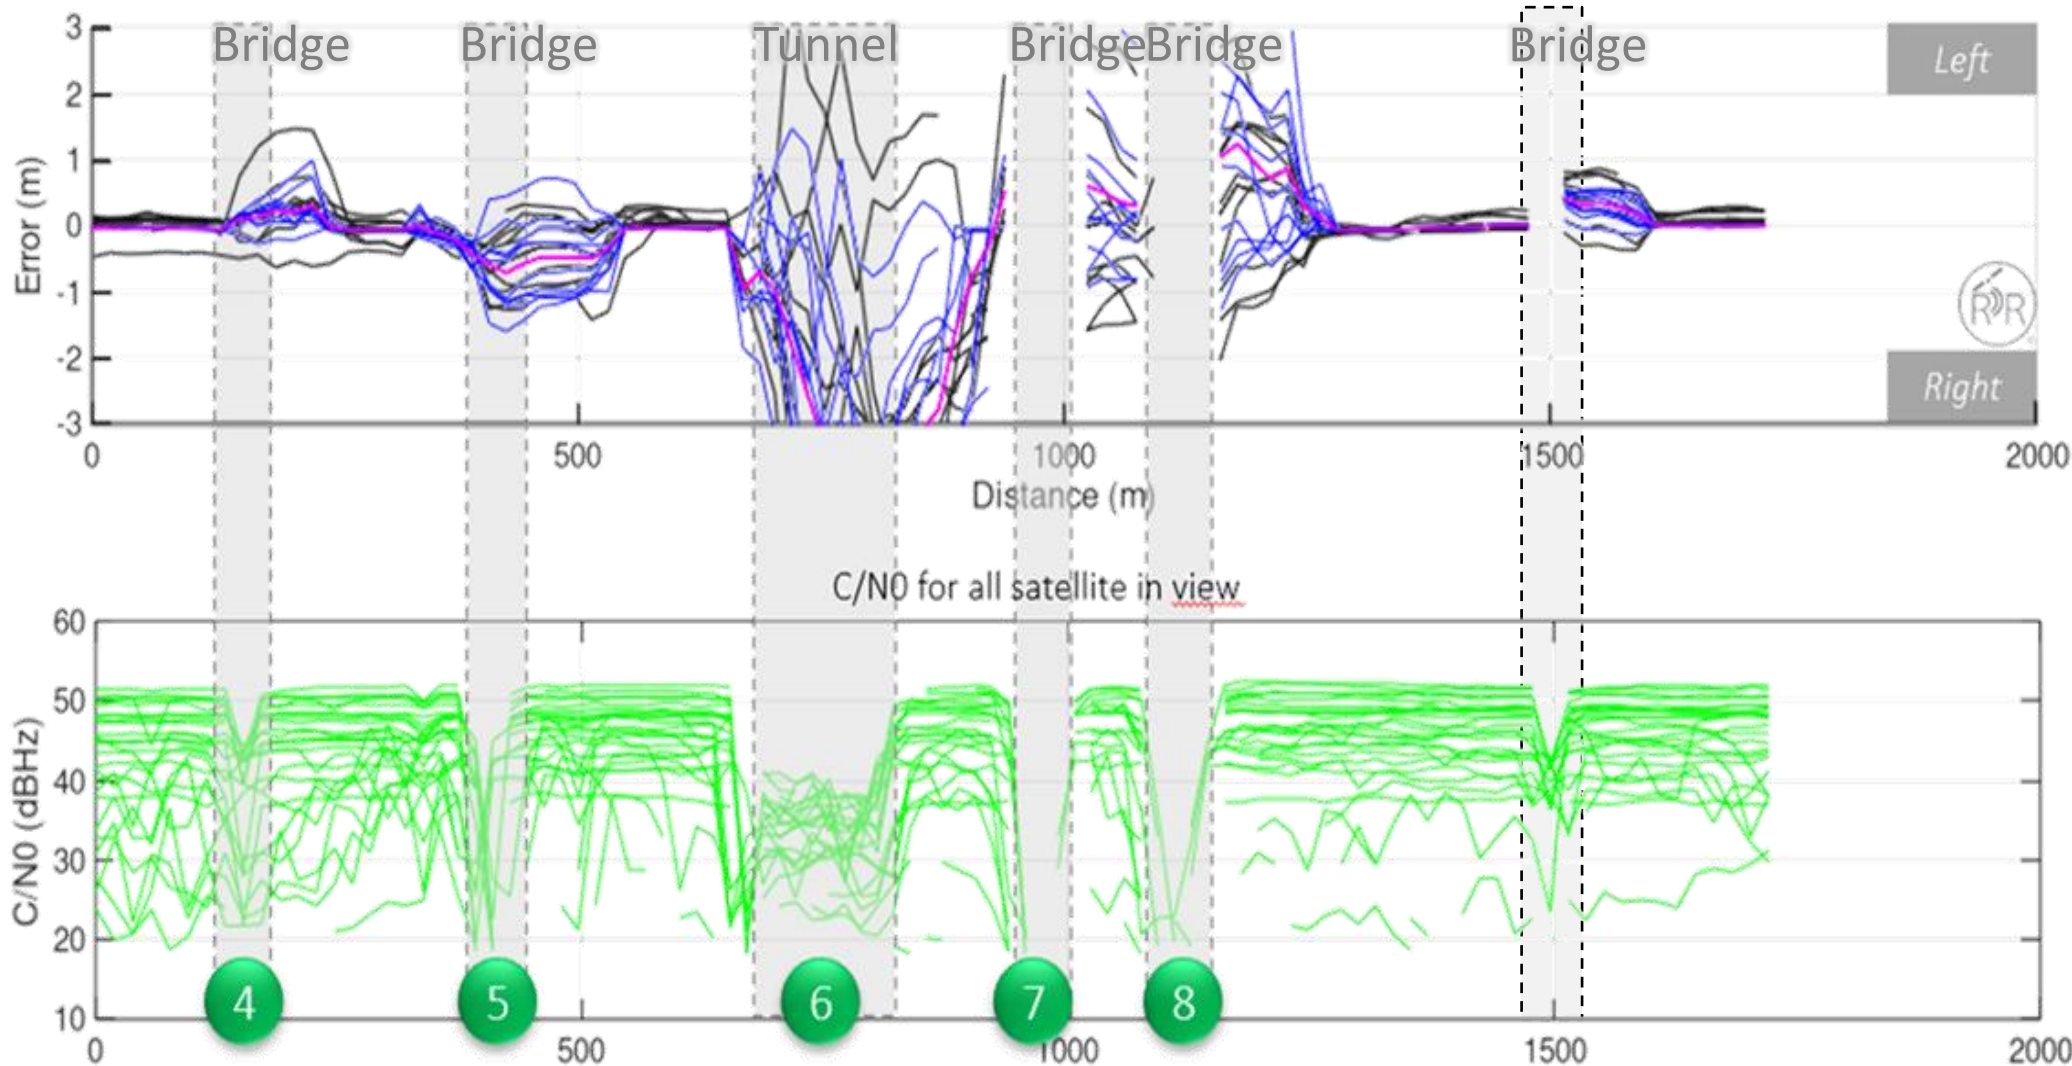 Bridge Bridge Tunnel Bridge Bridge Bridge
3
2
1
0
-1
-2
-3
Error (m)
Left
R R
Right
0 500 1000 1500 2000
Distance (m)
C/N0 for all satellite in view
60
50
40
30
20
10
C/N0 (dBHz)
4 5 6 7 8
0 500 1000 1500 2000